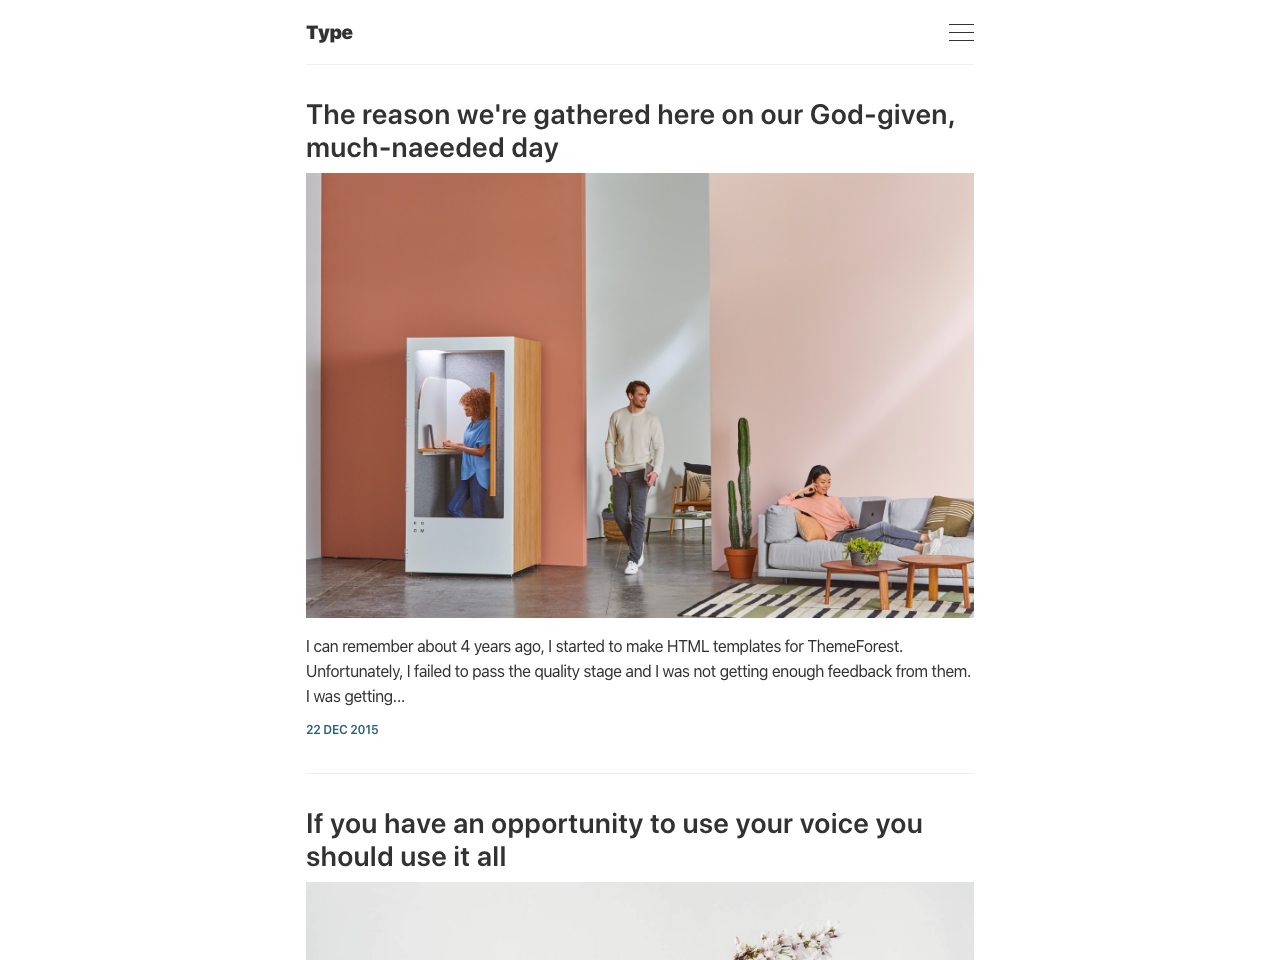 Type
The reason we're gathered here on our God-given,
much-naeeded day
I can remember about 4 years ago, I started to make HTML templates for ThemeForest.
Unfortunately, I failed to pass the quality stage and I was not getting enough feedback from them.
I was getting...
22 DEC 2015
If you have an opportunity to use your voice you
should use it all